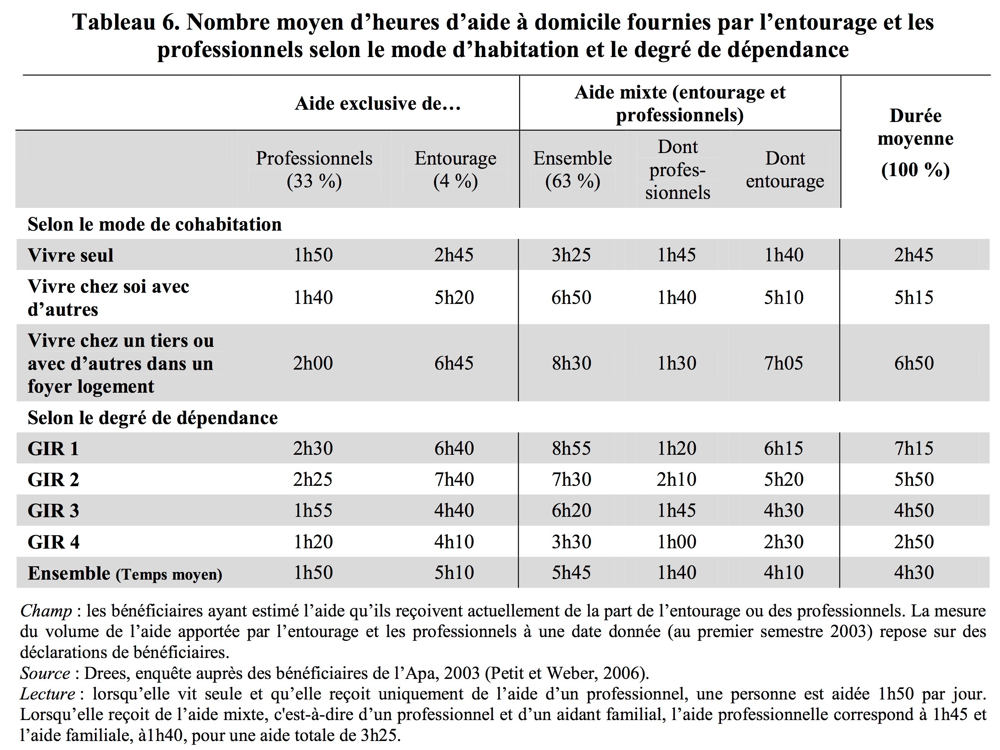 Tableau 6. Nombre moyen d’heures d’aide à domicile fournies par l’entourage et les
professionnels selon le mode d’habitation et le degré de dépendance
Aide exclusive de…
Aide mixte (entourage et
professionnels)
Durée
moyenne
(100 %)
Professionnels
(33 %)
Entourage
(4 %)
Ensemble
(63 %)
Dont
profes-
sionnels
Dont
entourage
Selon le mode de cohabitation
Vivre seul 1h50 2h45 3h25 1h45 1h40 2h45
Vivre chez soi avec
d’autres 1h40 5h20 6h50 1h40 5h10 5h15
Vivre chez un tiers ou
avec d’autres dans un 2h00 6h45 8h30 1h30 7h05 6h50
foyer logement
Selon le degré de dépendance
GIR 1 2h30 6h40 8h55 1h20 6h15 7h15
GIR 2 2h25 7h40 7h30 2h10 5h20 5h50
GIR 3 1h55 4h40 6h20 1h45 4h30 4h50
GIR 4 1h20 4h10 3h30 1h00 2h30 2h50
Ensemble (Temps moyen) 1h50 5h10 5h45 1h40 4h10 4h30
Champ : les bénéficiaires ayant estimé l’aide qu’ils reçoivent actuellement de la part de l’entourage ou des professionnels. La mesure
du volume de l’aide apportée par l’entourage et les professionnels à une date donnée (au premier semestre 2003) repose sur des
déclarations de bénéficiaires.
Source : Drees, enquête auprès des bénéficiaires de l’Apa, 2003 (Petit et Weber, 2006).
Lecture : lorsqu’elle vit seule et qu’elle reçoit uniquement de l’aide d’un professionnel, une personne est aidée 1h50 par jour.
Lorsqu’elle reçoit de l’aide mixte, c'est-à-dire d’un professionnel et d’un aidant familial, l’aide professionnelle correspond à 1h45 et
l’aide familiale, à1h40, pour une aide totale de 3h25.